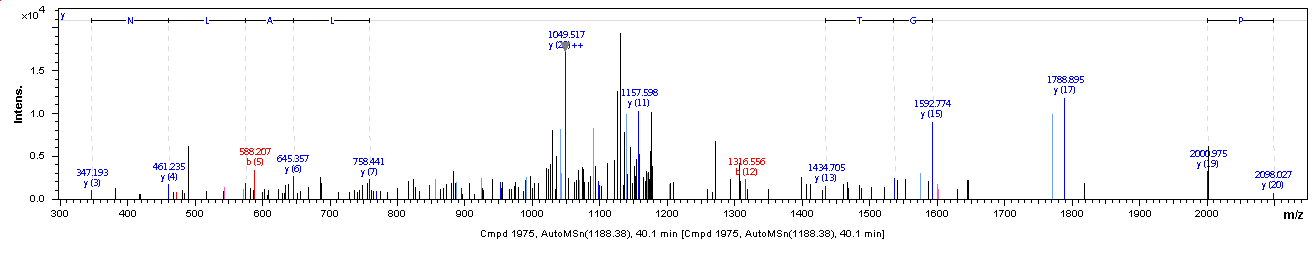 ×10⁴
y
N L A L T G P
1049.517
y (20)++
1788.895
y (17)
1157.598
y (11)
1592.774
y (15)
588.207
b (5)
645.357
y (6)
758.441
y (7)
1316.556
b (12)
461.235
y (4)
347.193
y (3)
1434.705
y (13)
2000.975
y (19)
2098.027
y (20)
Intens.
1.5
1.0
0.5
0.0
300 400 500 600 700 800 900 1000 1100 1200 1300 1400 1500 1600 1700 1800 1900 2000 m/z
Cmpd 1975, AutoMSn(1188.38), 40.1 min [Cmpd 1975, AutoMSn(1188.38), 40.1 min]